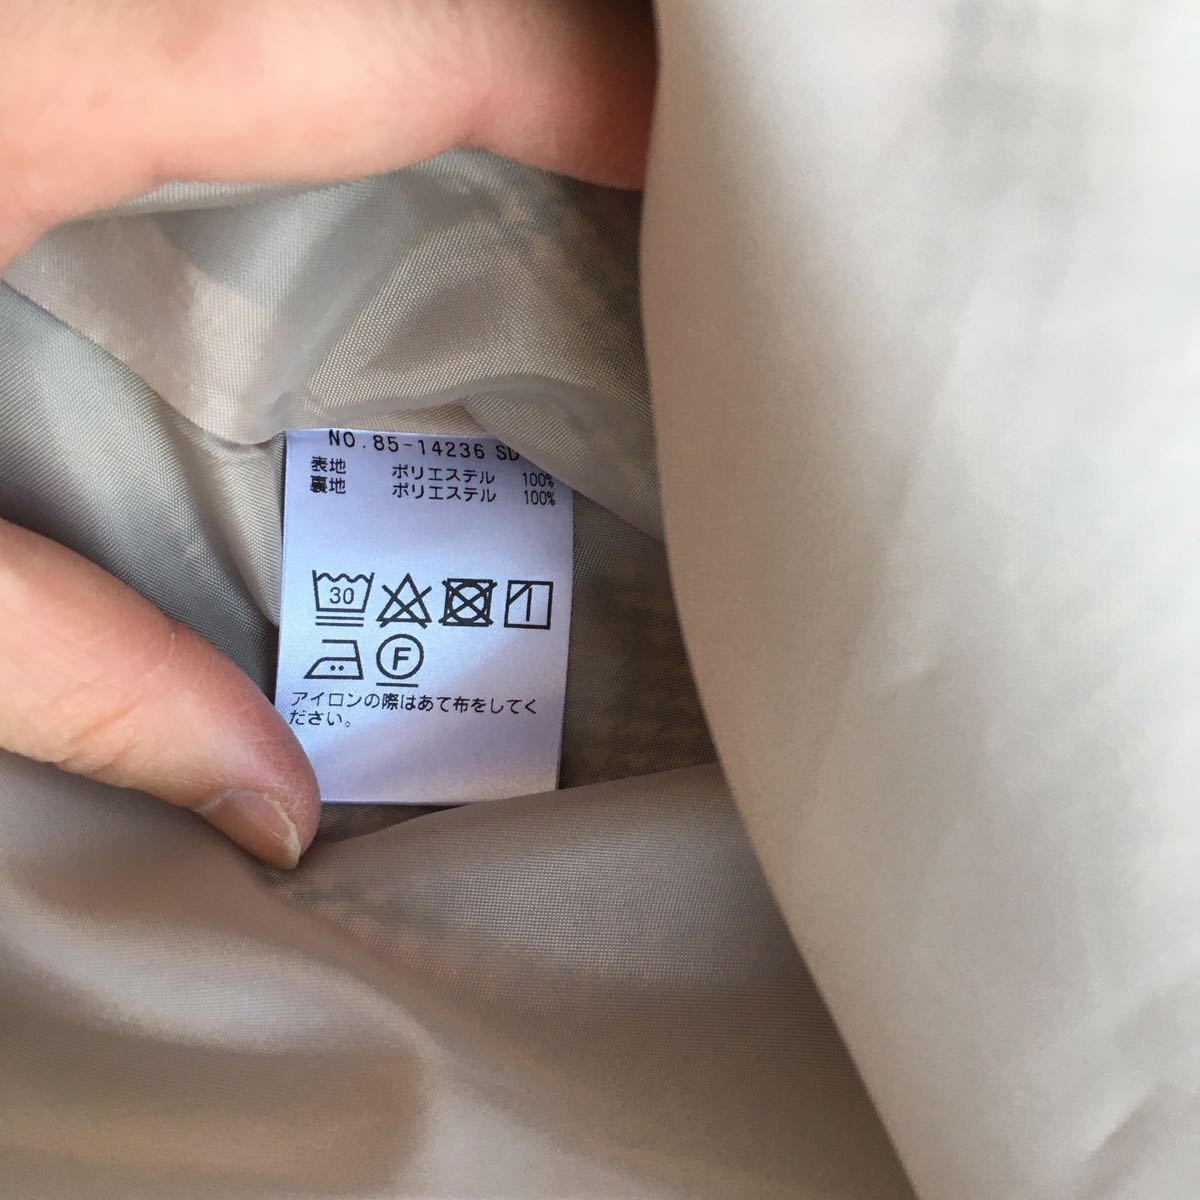 NO.85-14236 SD
表地 ポリエステル 100%
裏地 ポリエステル 100%
30
F
アイロンの際はあて布をしてく
ださい。